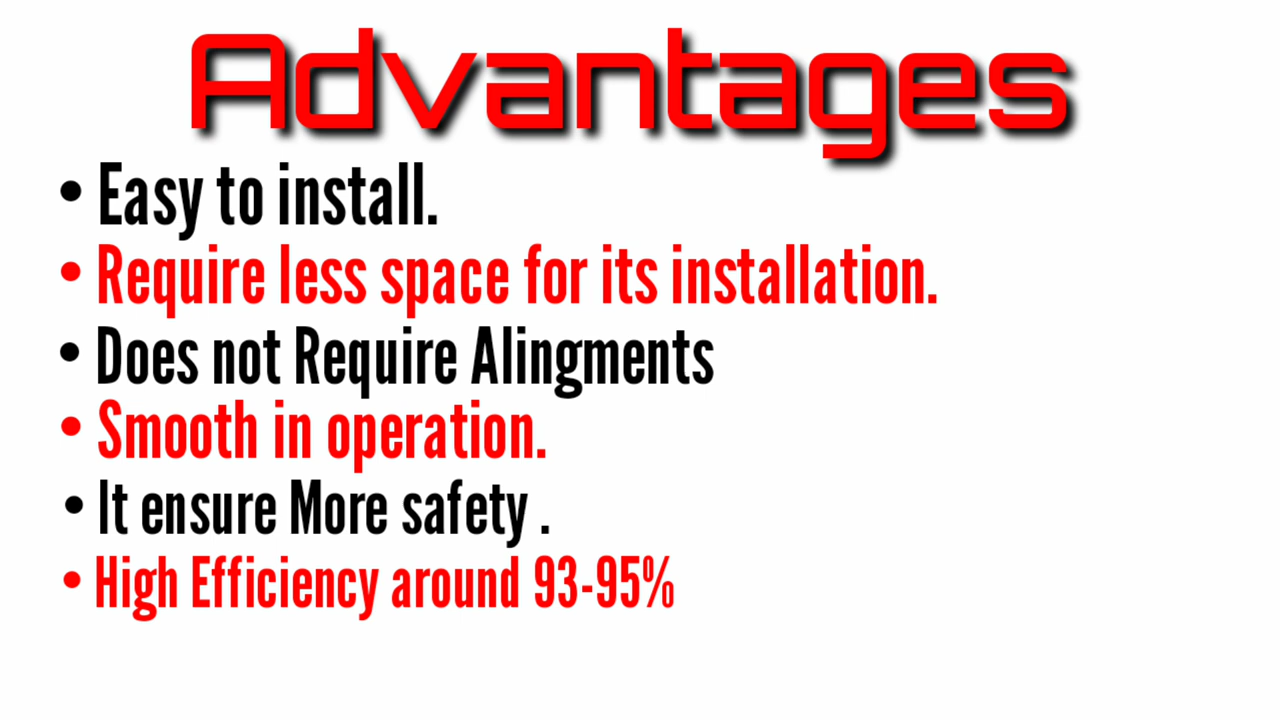 Advantages
• Easy to install.
• Require less space for its installation.
• Does not Require Alingments
• Smooth in operation.
• It ensure More safety .
• High Efficiency around 93-95%